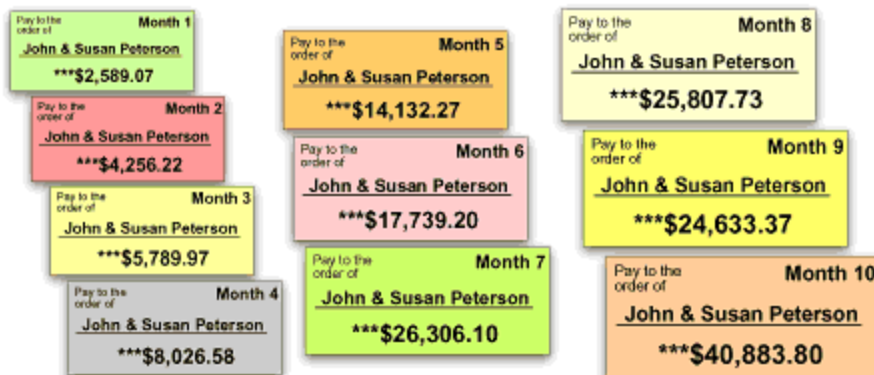 Pay to the
order of
Month 1
John & Susan Peterson
***$2,589.07
Pay to the
order of
Month 2
John & Susan Peterson
***$4,256.22
Pay to the
order of
Month 3
John & Susan Peterson
***$5,789.97
Pay to the
order of
Month 4
John & Susan Peterson
***$8,026.58
Pay to the
order of
Month 5
John & Susan Peterson
***$14,132.27
Pay to the
order of
Month 6
John & Susan Peterson
***$17,739.20
Pay to the
order of
Month 7
John & Susan Peterson
***$26,306.10
Pay to the
order of
Month 8
John & Susan Peterson
***$25,807.73
Pay to the
order of
Month 9
John & Susan Peterson
***$24,633.37
Pay to the
order of
Month 10
John & Susan Peterson
***$40,883.80